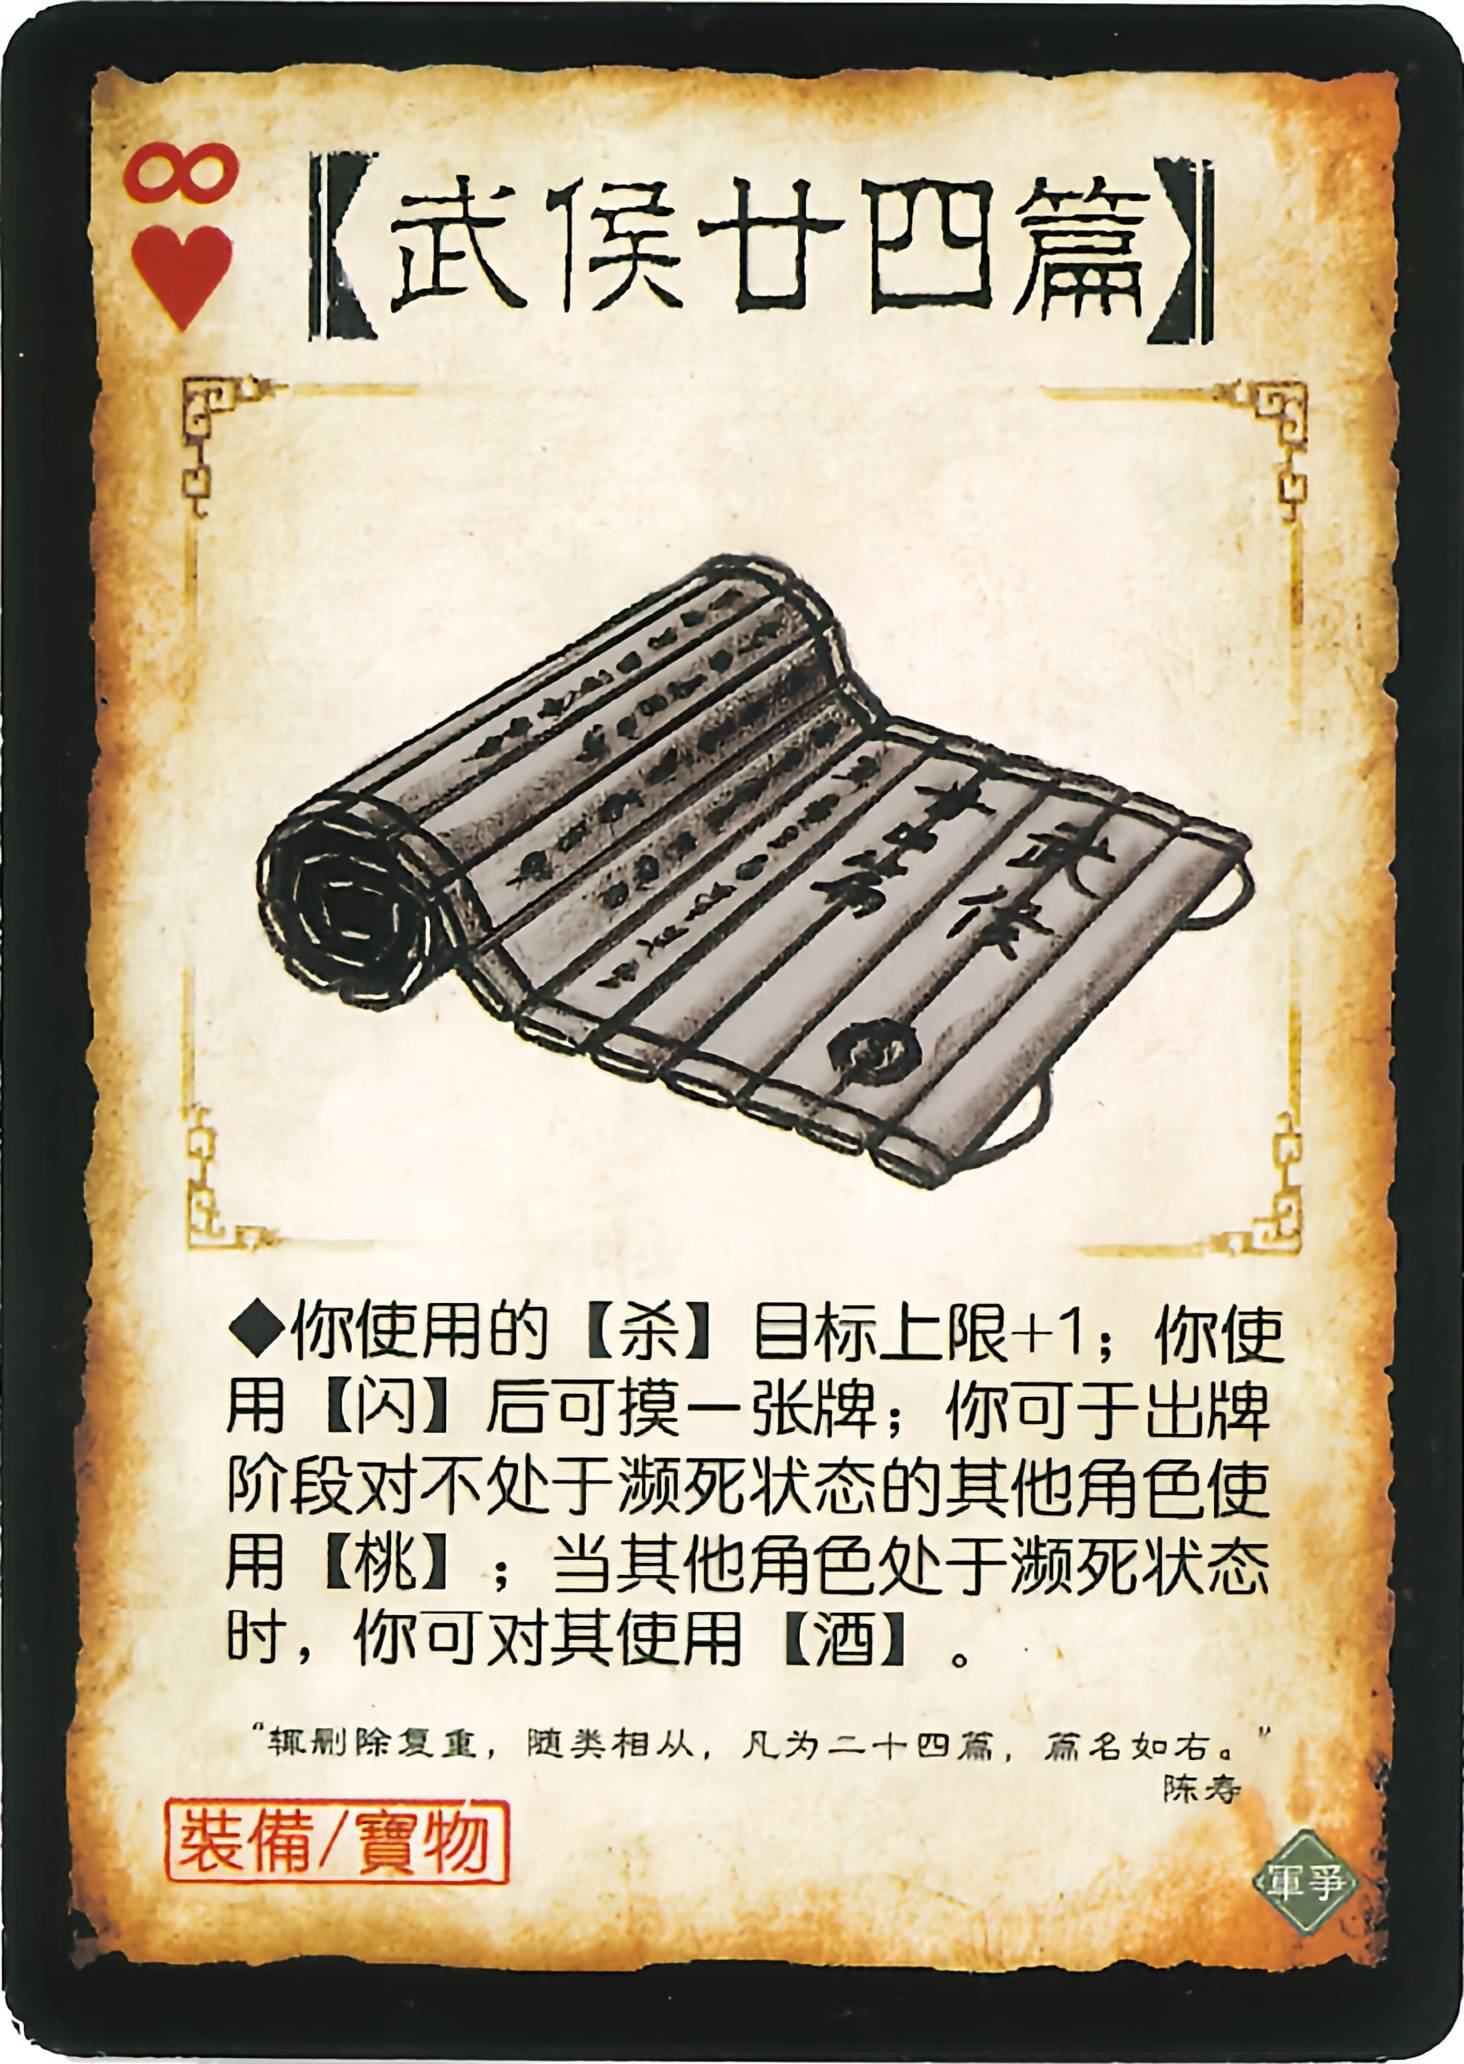 8
【武侯廿四篇】
武侯
廿四篇
◆你使用的【杀】目标上限+1；你使
用【闪】后可摸一张牌；你可于出牌
阶段对不处于濒死状态的其他角色使
用【桃】；当其他角色处于濒死状态
时，你可对其使用【酒】。
“辄删除复重，随类相从，凡为二十四篇，篇名如右。”
陈寿
裝備/寶物
軍爭